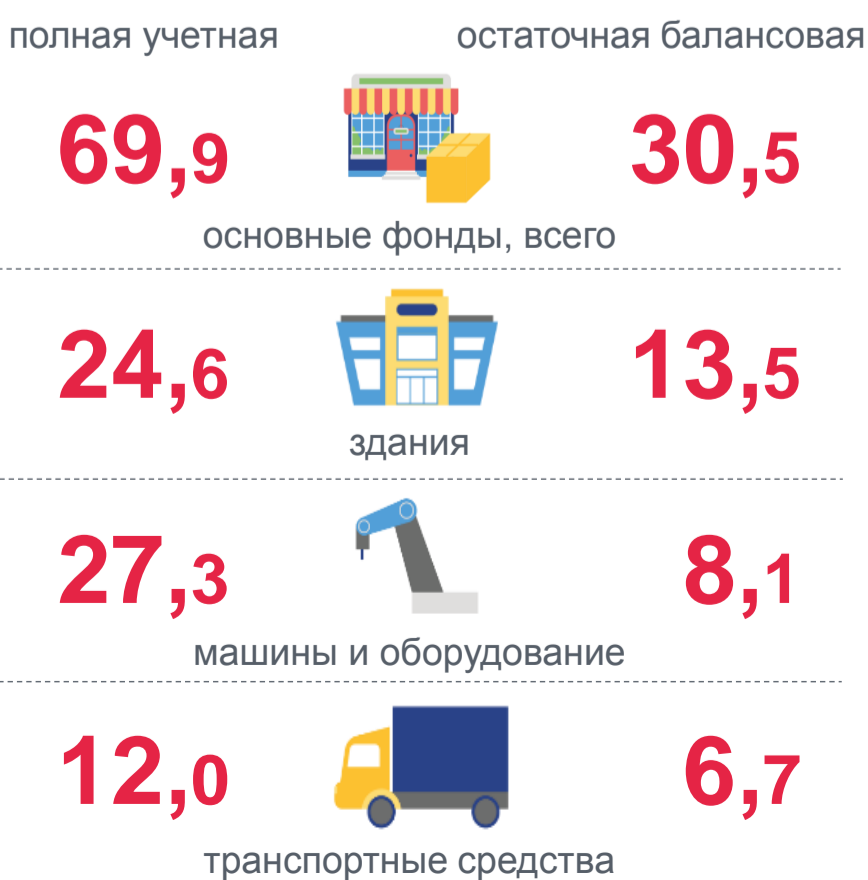 полная учетная остаточная балансовая
69,9 30,5
основные фонды, всего
24,6 13,5
здания
27,3 8,1
машины и оборудование
12,0 6,7
транспортные средства